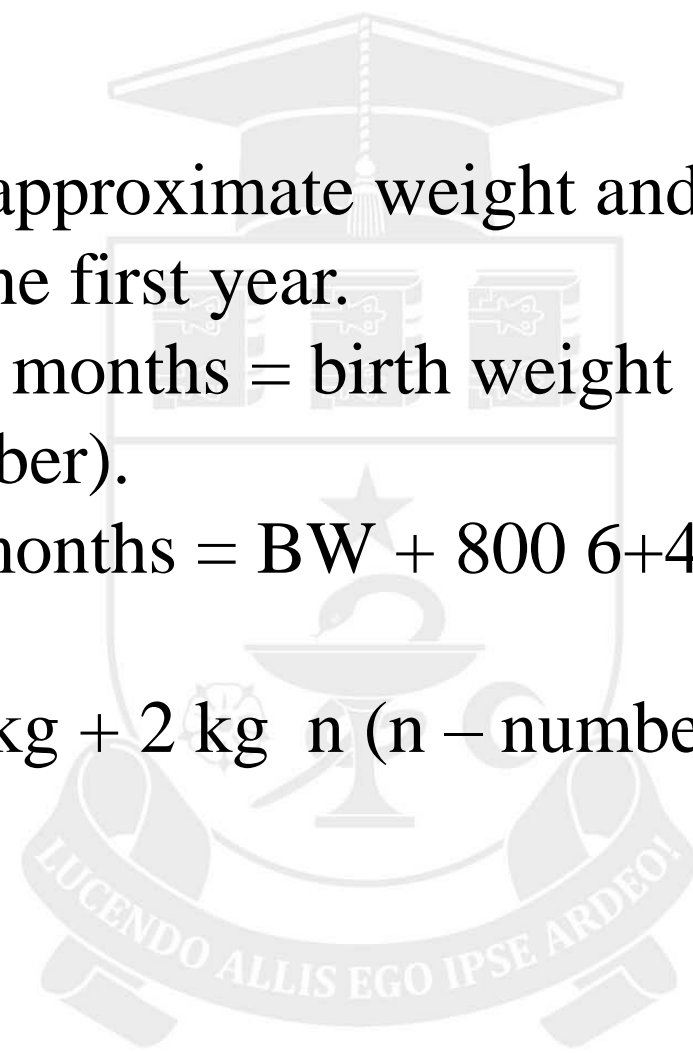 approximate weight and
he first year.
months = birth weight
ber).
nonths = BW + 800 6+4
kg + 2 kg n (n – numbe
LUCENDO ALLIS EGO IPSE ARDEO!